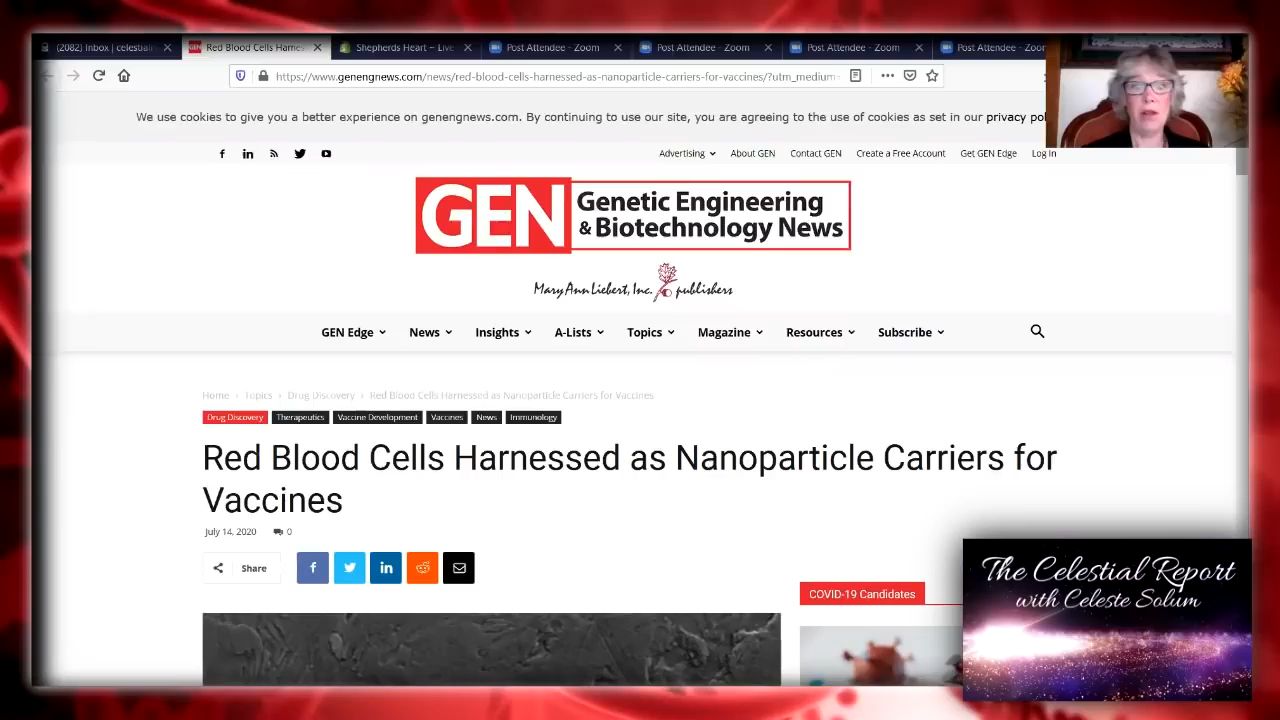 (2082) Inbox | celestial
Red Blood Cells Harnes
Shepherds Heart – Live
Post Attendee - Zoom
Post Attendee - Zoom
Post Attendee - Zoom
Post Attendee - Zoom
https://www.genengnews.com/news/red-blood-cells-harnessed-as-nanoparticle-carriers-for-vaccines/?utm_medium=
We use cookies to give you a better experience on genengnews.com. By continuing to use our site, you are agreeing to the use of cookies as set in our privacy pol
Advertising About GEN Contact GEN Create a Free Account Get GEN Edge Log In
GEN Genetic Engineering
& Biotechnology News
Mary Ann Liebert, Inc. publishers
GEN Edge News Insights A-Lists Topics Magazine Resources Subscribe
Home › Topics › Drug Discovery › Red Blood Cells Harnessed as Nanoparticle Carriers for Vaccines
Drug Discovery Therapeutics Vaccine Development Vaccines News Immunology
Red Blood Cells Harnessed as Nanoparticle Carriers for
Vaccines
July 14, 2020 0
Share
COVID-19 Candidates
The Celestial Report
with Celeste Solum